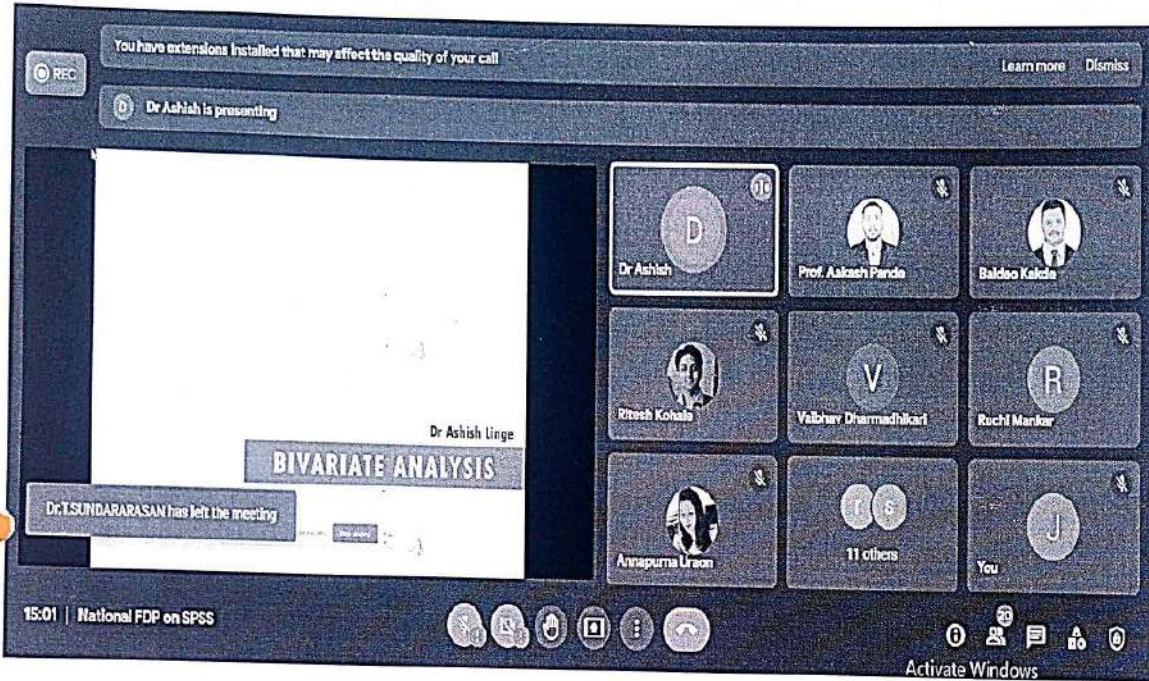 You have extensions installed that may affect the quality of your call
Learn more Dismiss
REC
D Dr Ashish is presenting
Dr Ashish Linge
BIVARIATE ANALYSIS
Dr.T.SUNDARARASAN has left the meeting
D
Dr Ashish
Prof. Aakash Pande
Baldeo Kakde
Ritesh Kohale
V
Vaibhav Dharmadhikari
R
Ruchi Mankar
Annapurna Uraon
r s
11 others
J
You
15:01 | National FDP on SPSS
20
Activate Windows